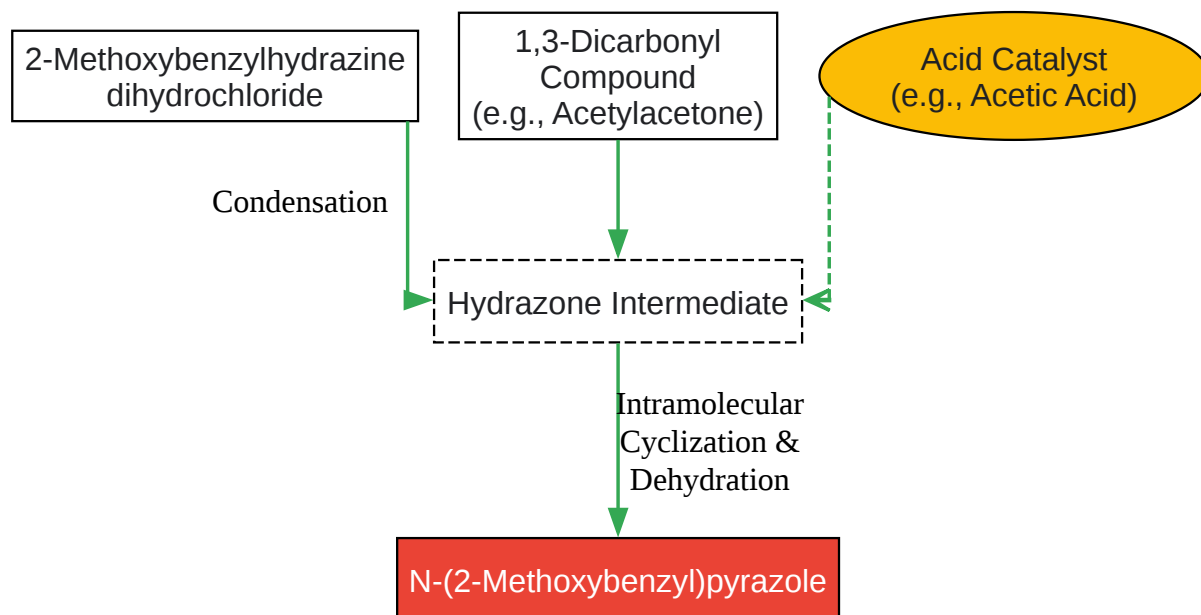 2-Methoxybenzylhydrazine
dihydrochloride
1,3-Dicarbonyl
Compound
(e.g., Acetylacetone)
Acid Catalyst
(e.g., Acetic Acid)
Condensation
Hydrazone Intermediate
Intramolecular
Cyclization &
Dehydration
N-(2-Methoxybenzyl)pyrazole